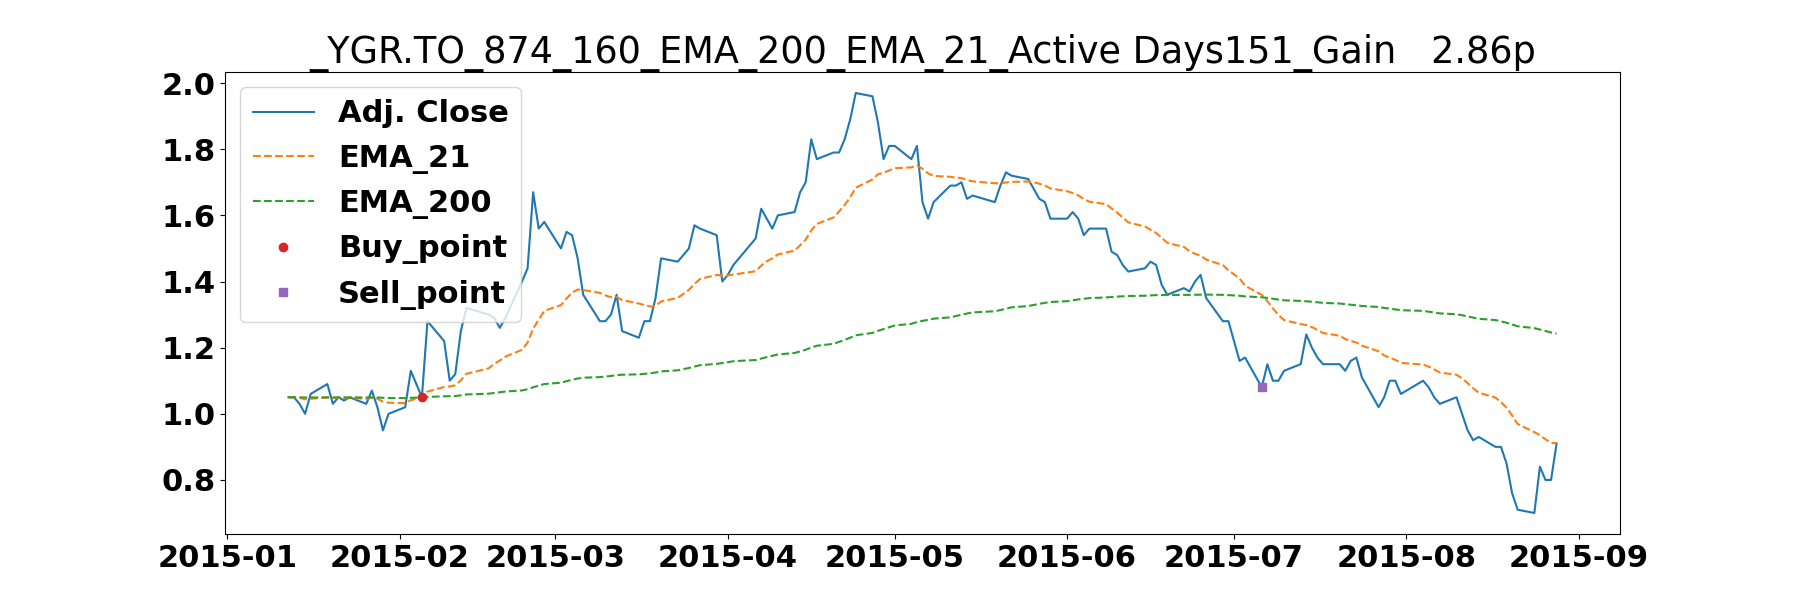 _YGR.TO_874_160_EMA_200_EMA_21_Active Days151_Gain   2.86p
2.0
1.8
1.6
1.4
1.2
1.0
0.8
Adj. Close
EMA_21
EMA_200
Buy_point
Sell_point
2015-01 2015-02 2015-03 2015-04 2015-05 2015-06 2015-07 2015-08 2015-09